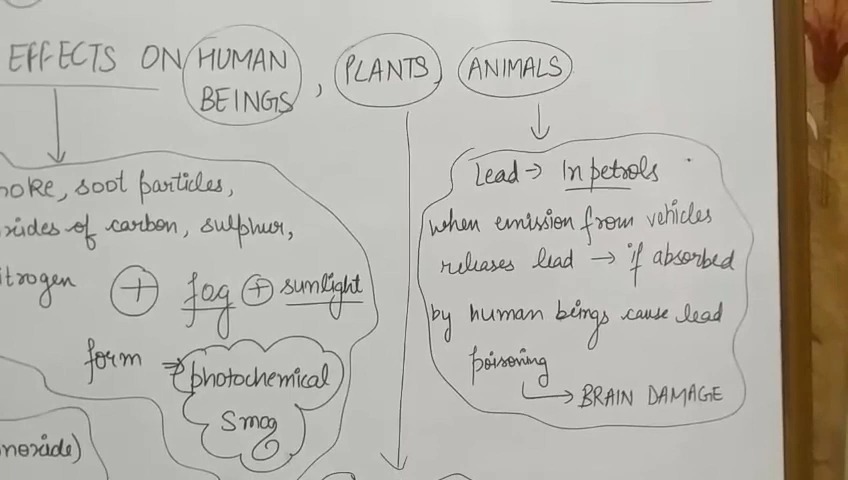 EFFECTS ON HUMAN BEINGS, PLANTS, ANIMALS
soot particles,
of carbon, sulphur,
⊕ fog ⊕ sunlight
form → photochemical
Smog
Lead → In petrols
when emission from vehicles
releases lead → if absorbed
by human beings cause lead
poisoning
→ BRAIN DAMAGE